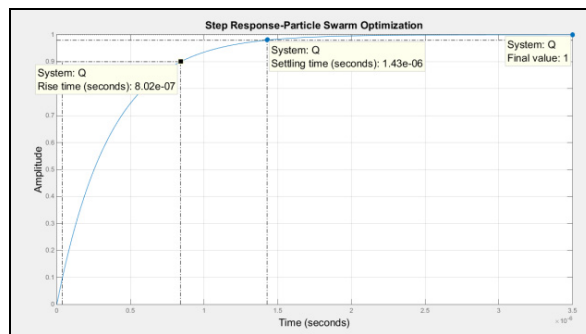 Step Response-Particle Swarm Optimization
System: Q
Rise time (seconds): 8.02e-07
System: Q
Settling time (seconds): 1.43e-06
System: Q
Final value: 1
Amplitude
1
0.9
0.8
0.7
0.6
0.5
0.4
0.3
0.2
0.1
0
0 0.5 1 1.5 2 2.5 3 3.5
× 10⁻⁶
Time (seconds)